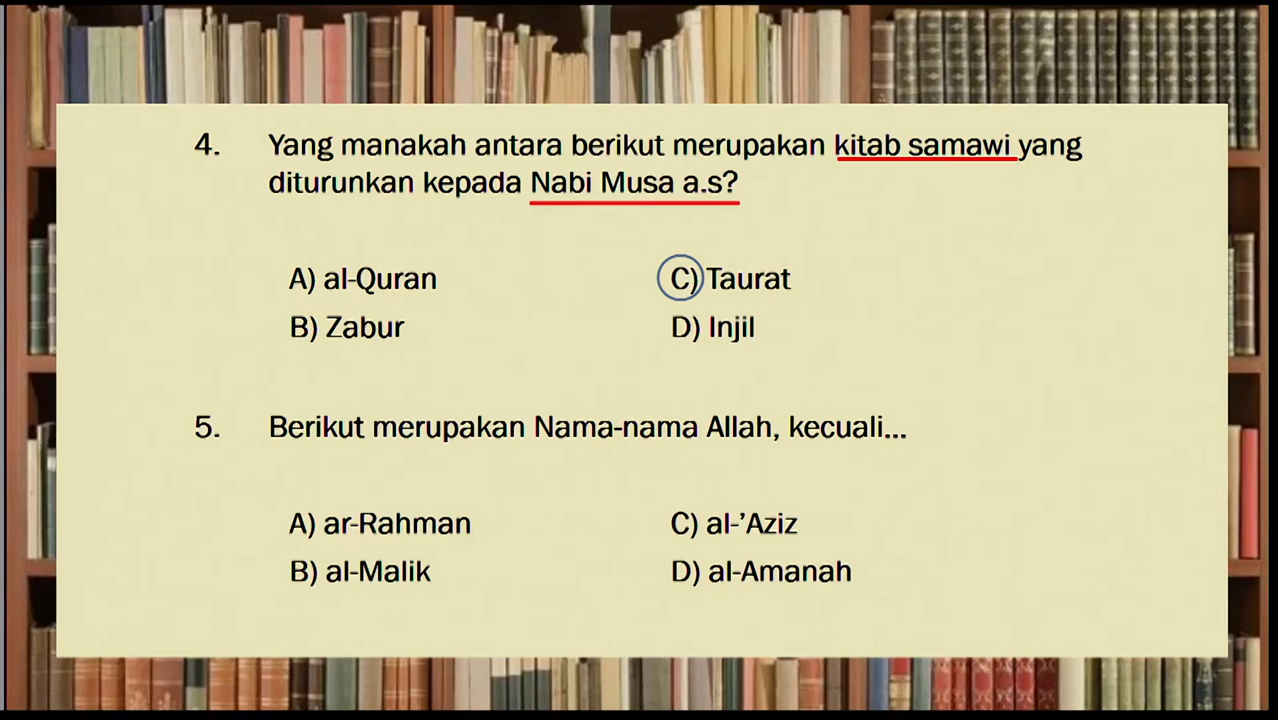 4. Yang manakah antara berikut merupakan kitab samawi yang
diturunkan kepada Nabi Musa a.s?
A) al-Quran C) Taurat
B) Zabur D) Injil
5. Berikut merupakan Nama-nama Allah, kecuali...
A) ar-Rahman C) al-’Aziz
B) al-Malik D) al-Amanah